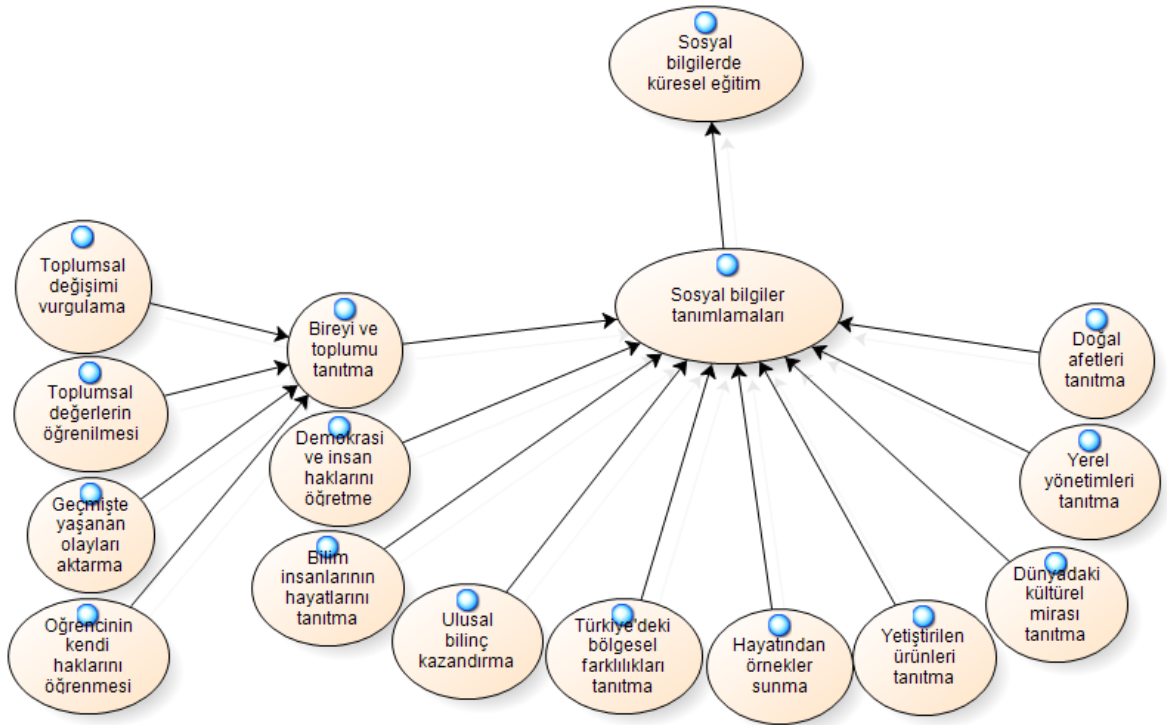 Sosyal
bilgilerde
küresel eğitim
Toplumsal
değişimi
vurgulama
Bireyi ve
toplumu
tanıtma
Sosyal bilgiler
tanımlamaları
Doğal
afetleri
tanıtma
Toplumsal
değerlerin
öğrenilmesi
Demokrasi
ve insan
haklarını
öğretme
Yerel
yönetimleri
tanıtma
Geçmişte
yaşanan
olayları
aktarma
Bilim
insanlarının
hayatlarını
tanıtma
Dünyadaki
kültürel
mirası
tanıtma
Öğrencinin
kendi
haklarını
öğrenmesi
Ulusal
bilinç
kazandırma
Türkiye'deki
bölgesel
farklılıkları
tanıtma
Hayatından
örnekler
sunma
Yetiştirilen
ürünleri
tanıtma